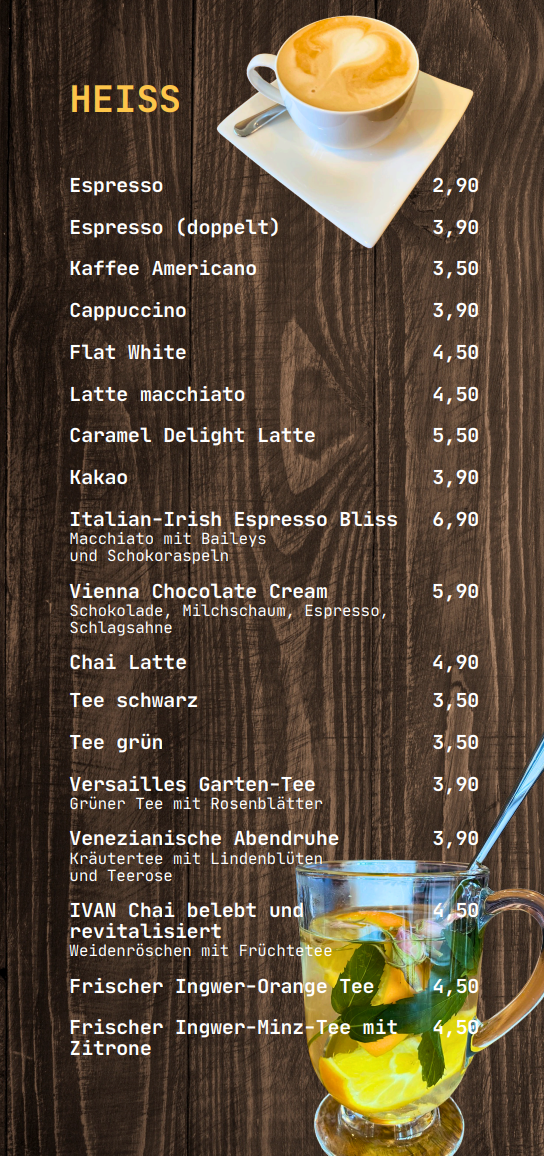 HEISS
Espresso 2,90
Espresso (doppelt) 3,90
Kaffee Americano 3,50
Cappuccino 3,90
Flat White 4,50
Latte macchiato 4,50
Caramel Delight Latte 5,50
Kakao 3,90
Italian-Irish Espresso Bliss 6,90
Macchiato mit Baileys
und Schokoraspeln
Vienna Chocolate Cream 5,90
Schokolade, Milchschaum, Espresso,
Schlagsahne
Chai Latte 4,90
Tee schwarz 3,50
Tee grün 3,50
Versailles Garten-Tee 3,90
Grüner Tee mit Rosenblätter
Venezianische Abendruhe 3,90
Kräutertee mit Lindenblüten
und Teerose
IVAN Chai belebt und 4,50
revitalisiert
Weidenröschen mit Früchtetee
Frischer Ingwer-Orange Tee 4,50
Frischer Ingwer-Minz-Tee mit 4,50
Zitrone